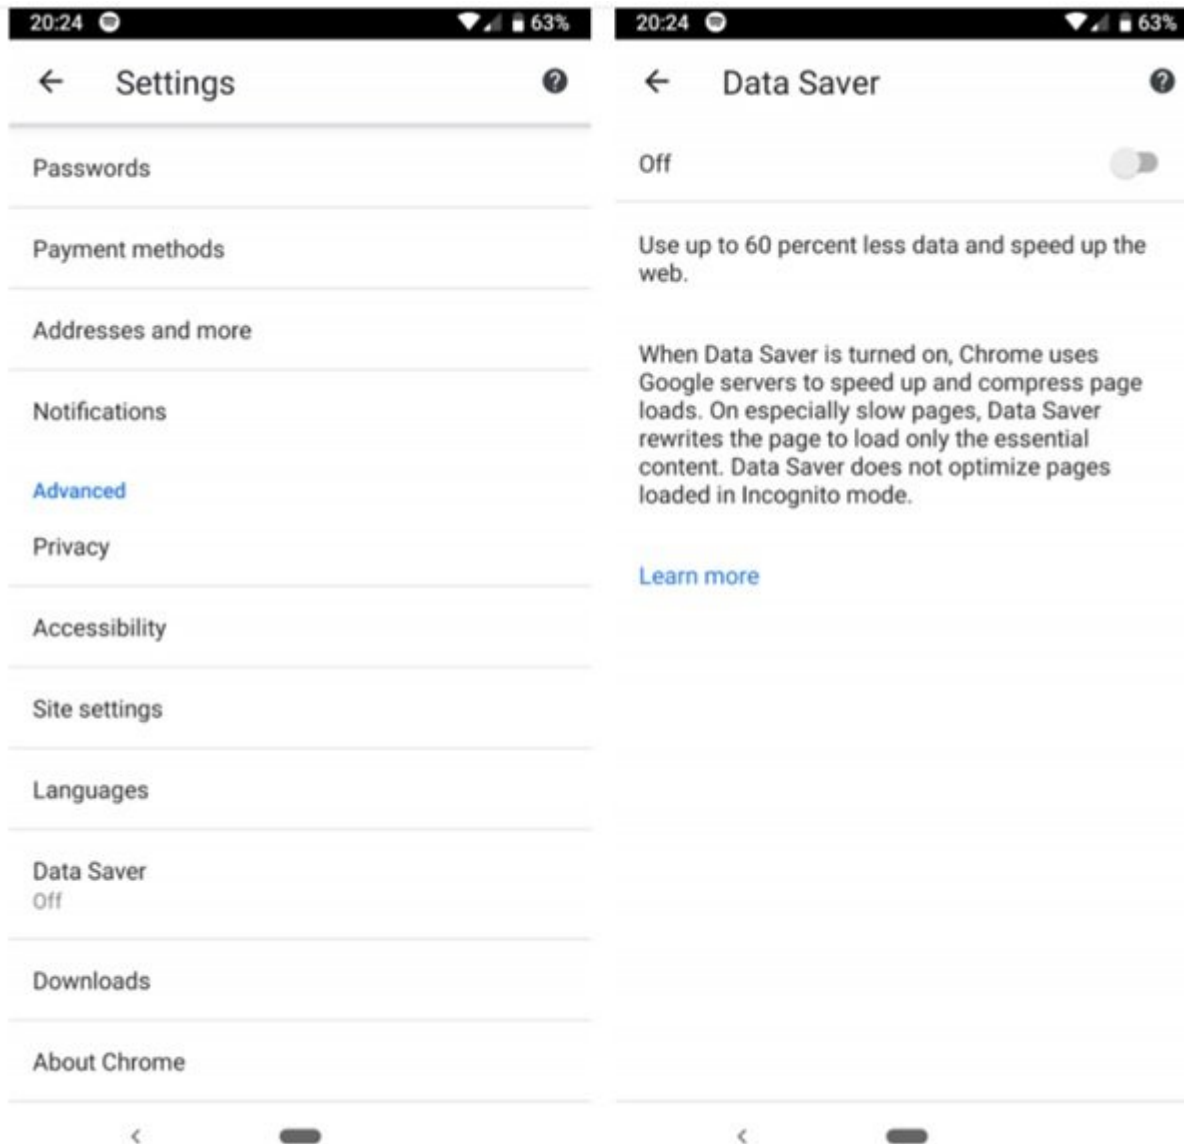 20:24 63%
Settings
Passwords
Payment methods
Addresses and more
Notifications
Advanced
Privacy
Accessibility
Site settings
Languages
Data Saver
Off
Downloads
About Chrome
20:24 63%
Data Saver
Off
Use up to 60 percent less data and speed up the
web.
When Data Saver is turned on, Chrome uses
Google servers to speed up and compress page
loads. On especially slow pages, Data Saver
rewrites the page to load only the essential
content. Data Saver does not optimize pages
loaded in Incognito mode.
Learn more